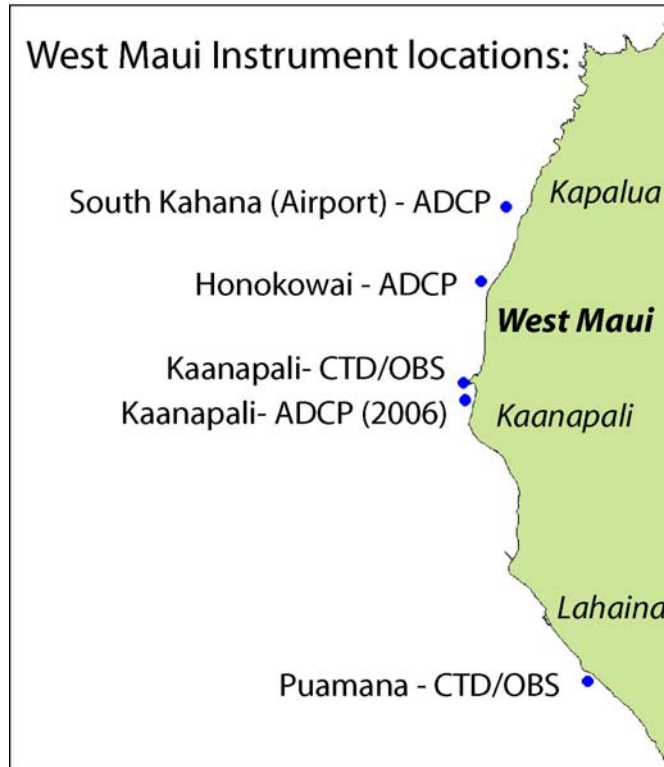 West Maui Instrument locations:
South Kahana (Airport) - ADCP
Kapalua
Honokowai - ADCP
West Maui
Kaanapali- CTD/OBS
Kaanapali- ADCP (2006)
Kaanapali
Lahaina
Puamana - CTD/OBS